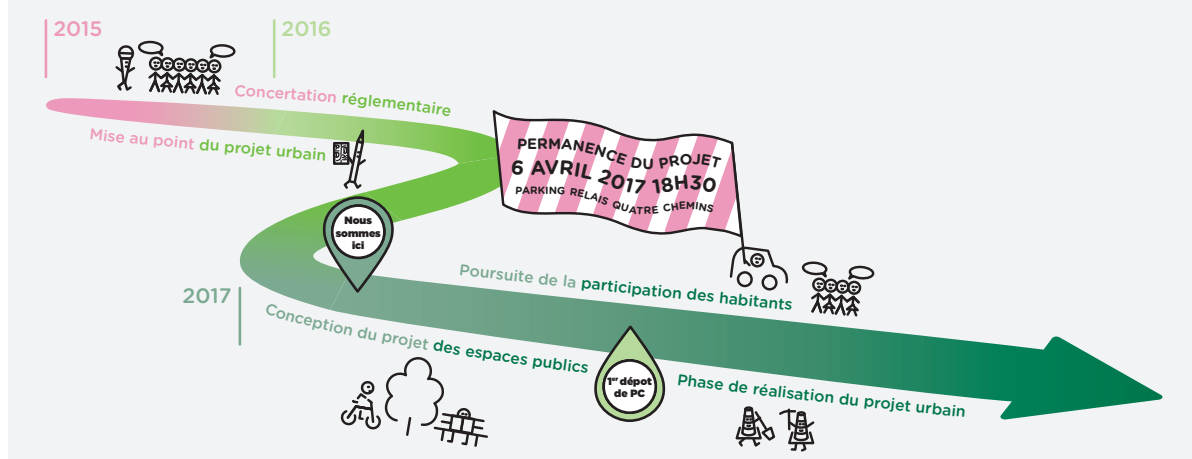 2015
2016
Concertation réglementaire
Mise au point du projet urbain
PERMANENCE DU PROJET
6 AVRIL 2017 18H30
PARKING RELAIS QUATRE CHEMINS
Nous
sommes
ici
2017
Poursuite de la participation des habitants
Conception du projet des espaces publics
1er dépot
de PC
Phase de réalisation du projet urbain